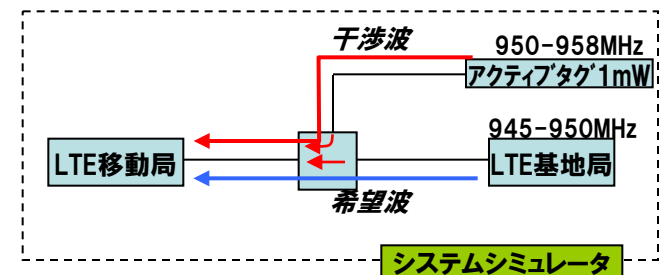 干渉波
950-958MHz
アクティブタグ1mW
945-950MHz
LTE移動局
LTE基地局
希望波
システムシミュレータ